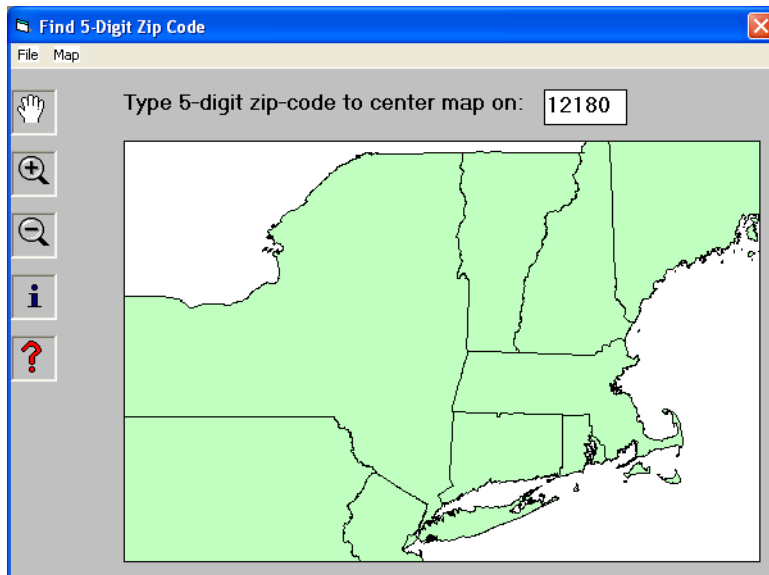 Find 5-Digit Zip Code
File Map
Type 5-digit zip-code to center map on: 12180
i
?